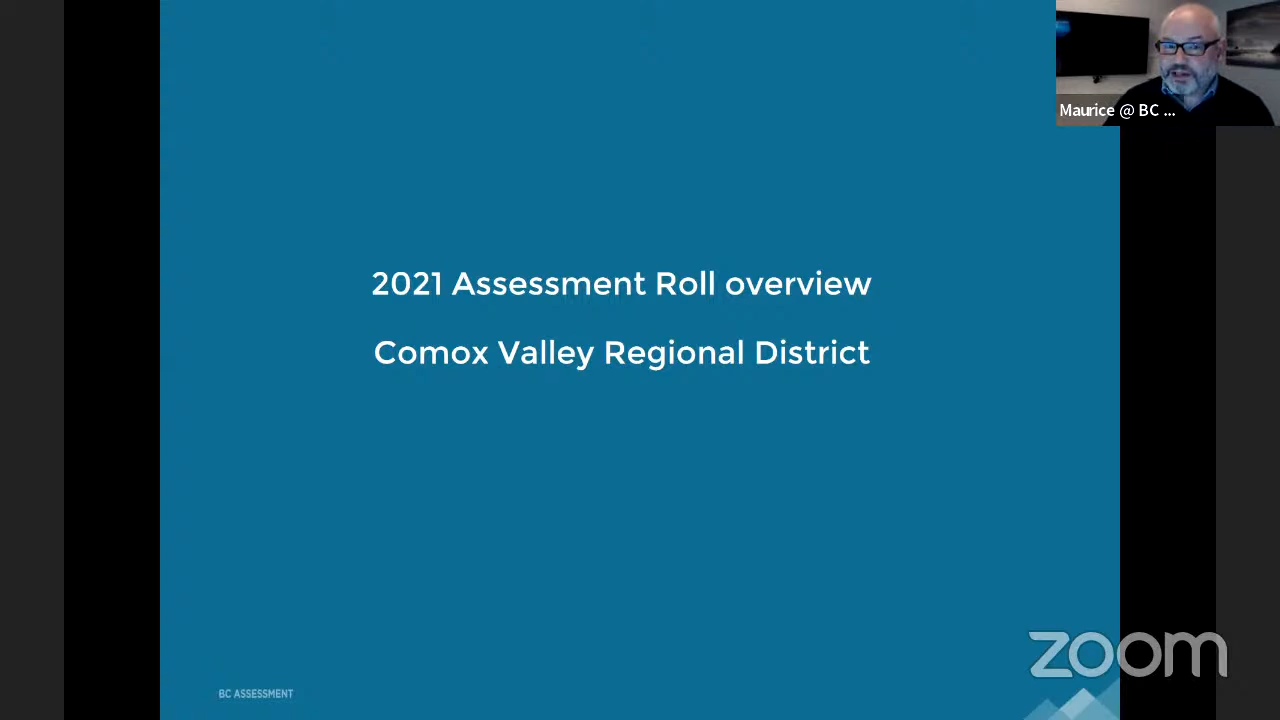 Maurice @ BC ...
2021 Assessment Roll overview
Comox Valley Regional District
zoom
BC ASSESSMENT